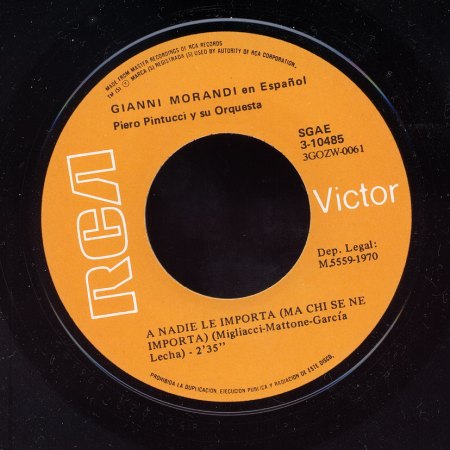 MADE FROM MASTER RECORDINGS OF RCA RECORDS
TM (S) ® MARCA (S) REGISTRADA (S) USED BY AUTHORITY OF RCA CORPORATION.
GIANNI MORANDI en Español
Piero Pintucci y su Orquesta
SGAE
3-10485
3GOZW-0061
RCA
Victor
Dep. Legal:
M.5559-1970
A NADIE LE IMPORTA (MA CHI SE NE
IMPORTA) (Migliacci-Mattone-García
Lecha) - 2'35"
PROHIBIDA LA DUPLICACION, EJECUCION PUBLICA Y RADIACION DE ESTE DISCO.